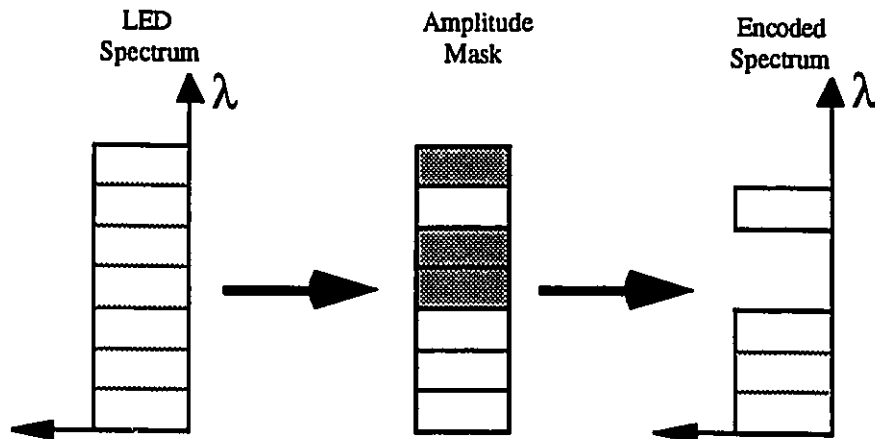 LED
Spectrum
λ
Amplitude
Mask
Encoded
Spectrum
λ